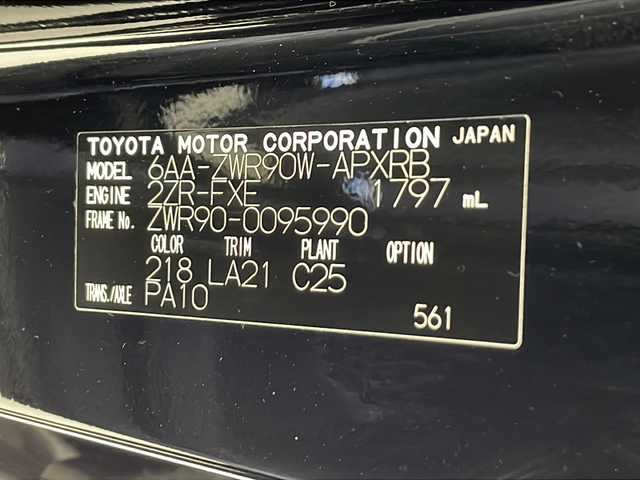 TOYOTA MOTOR CORPORATION JAPAN
MODEL 6AA-ZWR90W-APXRB
ENGINE 2ZR-FXE 1797 mL
FRAME No. ZWR90-0095990
COLOR TRIM PLANT OPTION
218 LA21 C25
TRANS./AXLE PA10
561